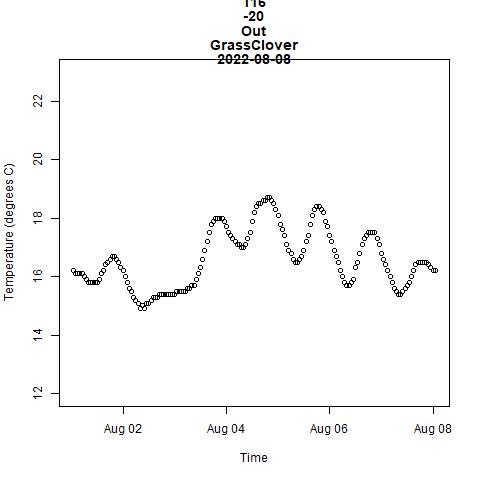 116
-20
Out
GrassClover
2022-08-08
Temperature (degrees C)
22
20
18
16
14
12
Aug 02
Aug 04
Aug 06
Aug 08
Time